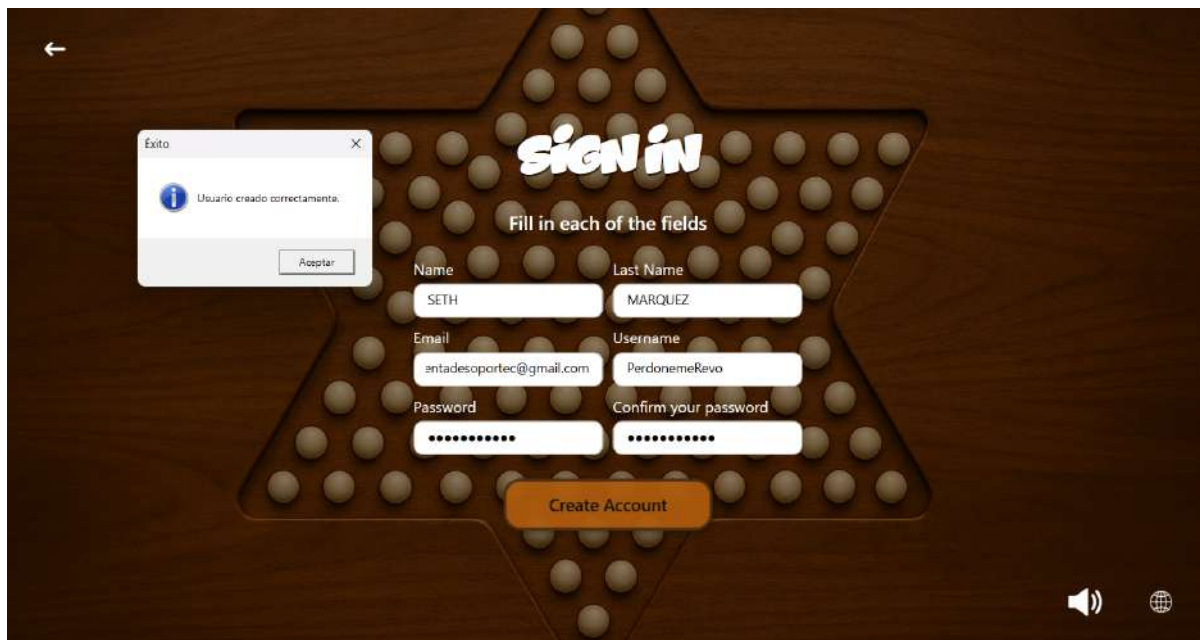 Éxito
Usuario creado correctamente.
Aceptar
SIGN IN
Fill in each of the fields
Name
Last Name
SETH
MARQUEZ
Email
Username
entadesoportec@gmail.com
PerdonemeRevo
Password
Confirm your password
•••••••••••
•••••••••••
Create Account